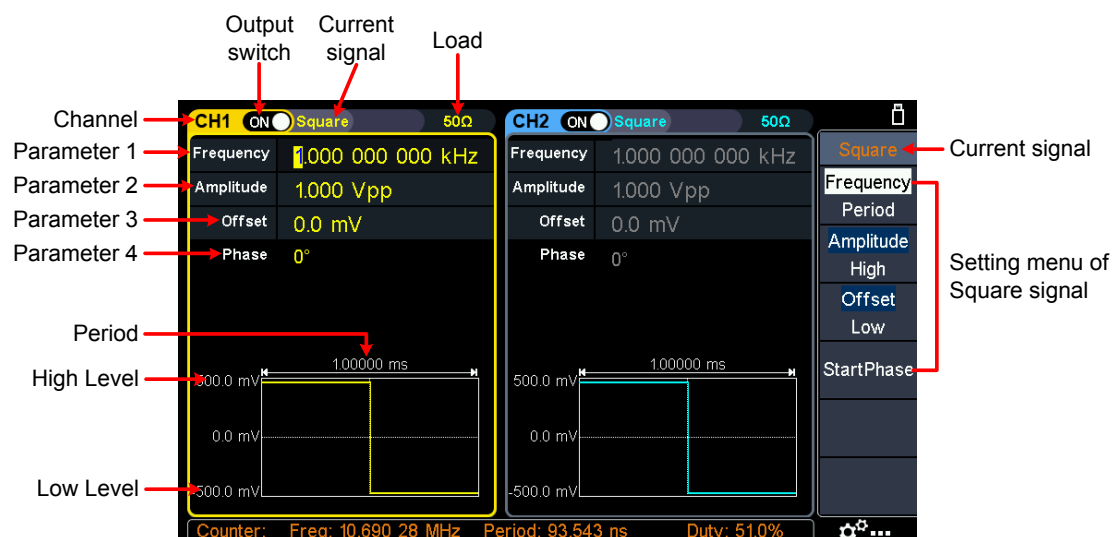 Output switch
Current signal
Load
Channel
Parameter 1
Parameter 2
Parameter 3
Parameter 4
Period
High Level
Low Level
CH1 ON Square 50Ω
Frequency 1.000 000 000 kHz
Amplitude 1.000 Vpp
Offset 0.0 mV
Phase 0°
1.00000 ms
500.0 mV
0.0 mV
-500.0 mV
CH2 ON Square 50Ω
Frequency 1.000 000 000 kHz
Amplitude 1.000 Vpp
Offset 0.0 mV
Phase 0°
1.00000 ms
500.0 mV
0.0 mV
-500.0 mV
Square
Frequency
Period
Amplitude
High
Offset
Low
StartPhase
Current signal
Setting menu of
Square signal
Counter: Freq: 10.690 28 MHz Period: 93.543 ns Duty: 51.0%